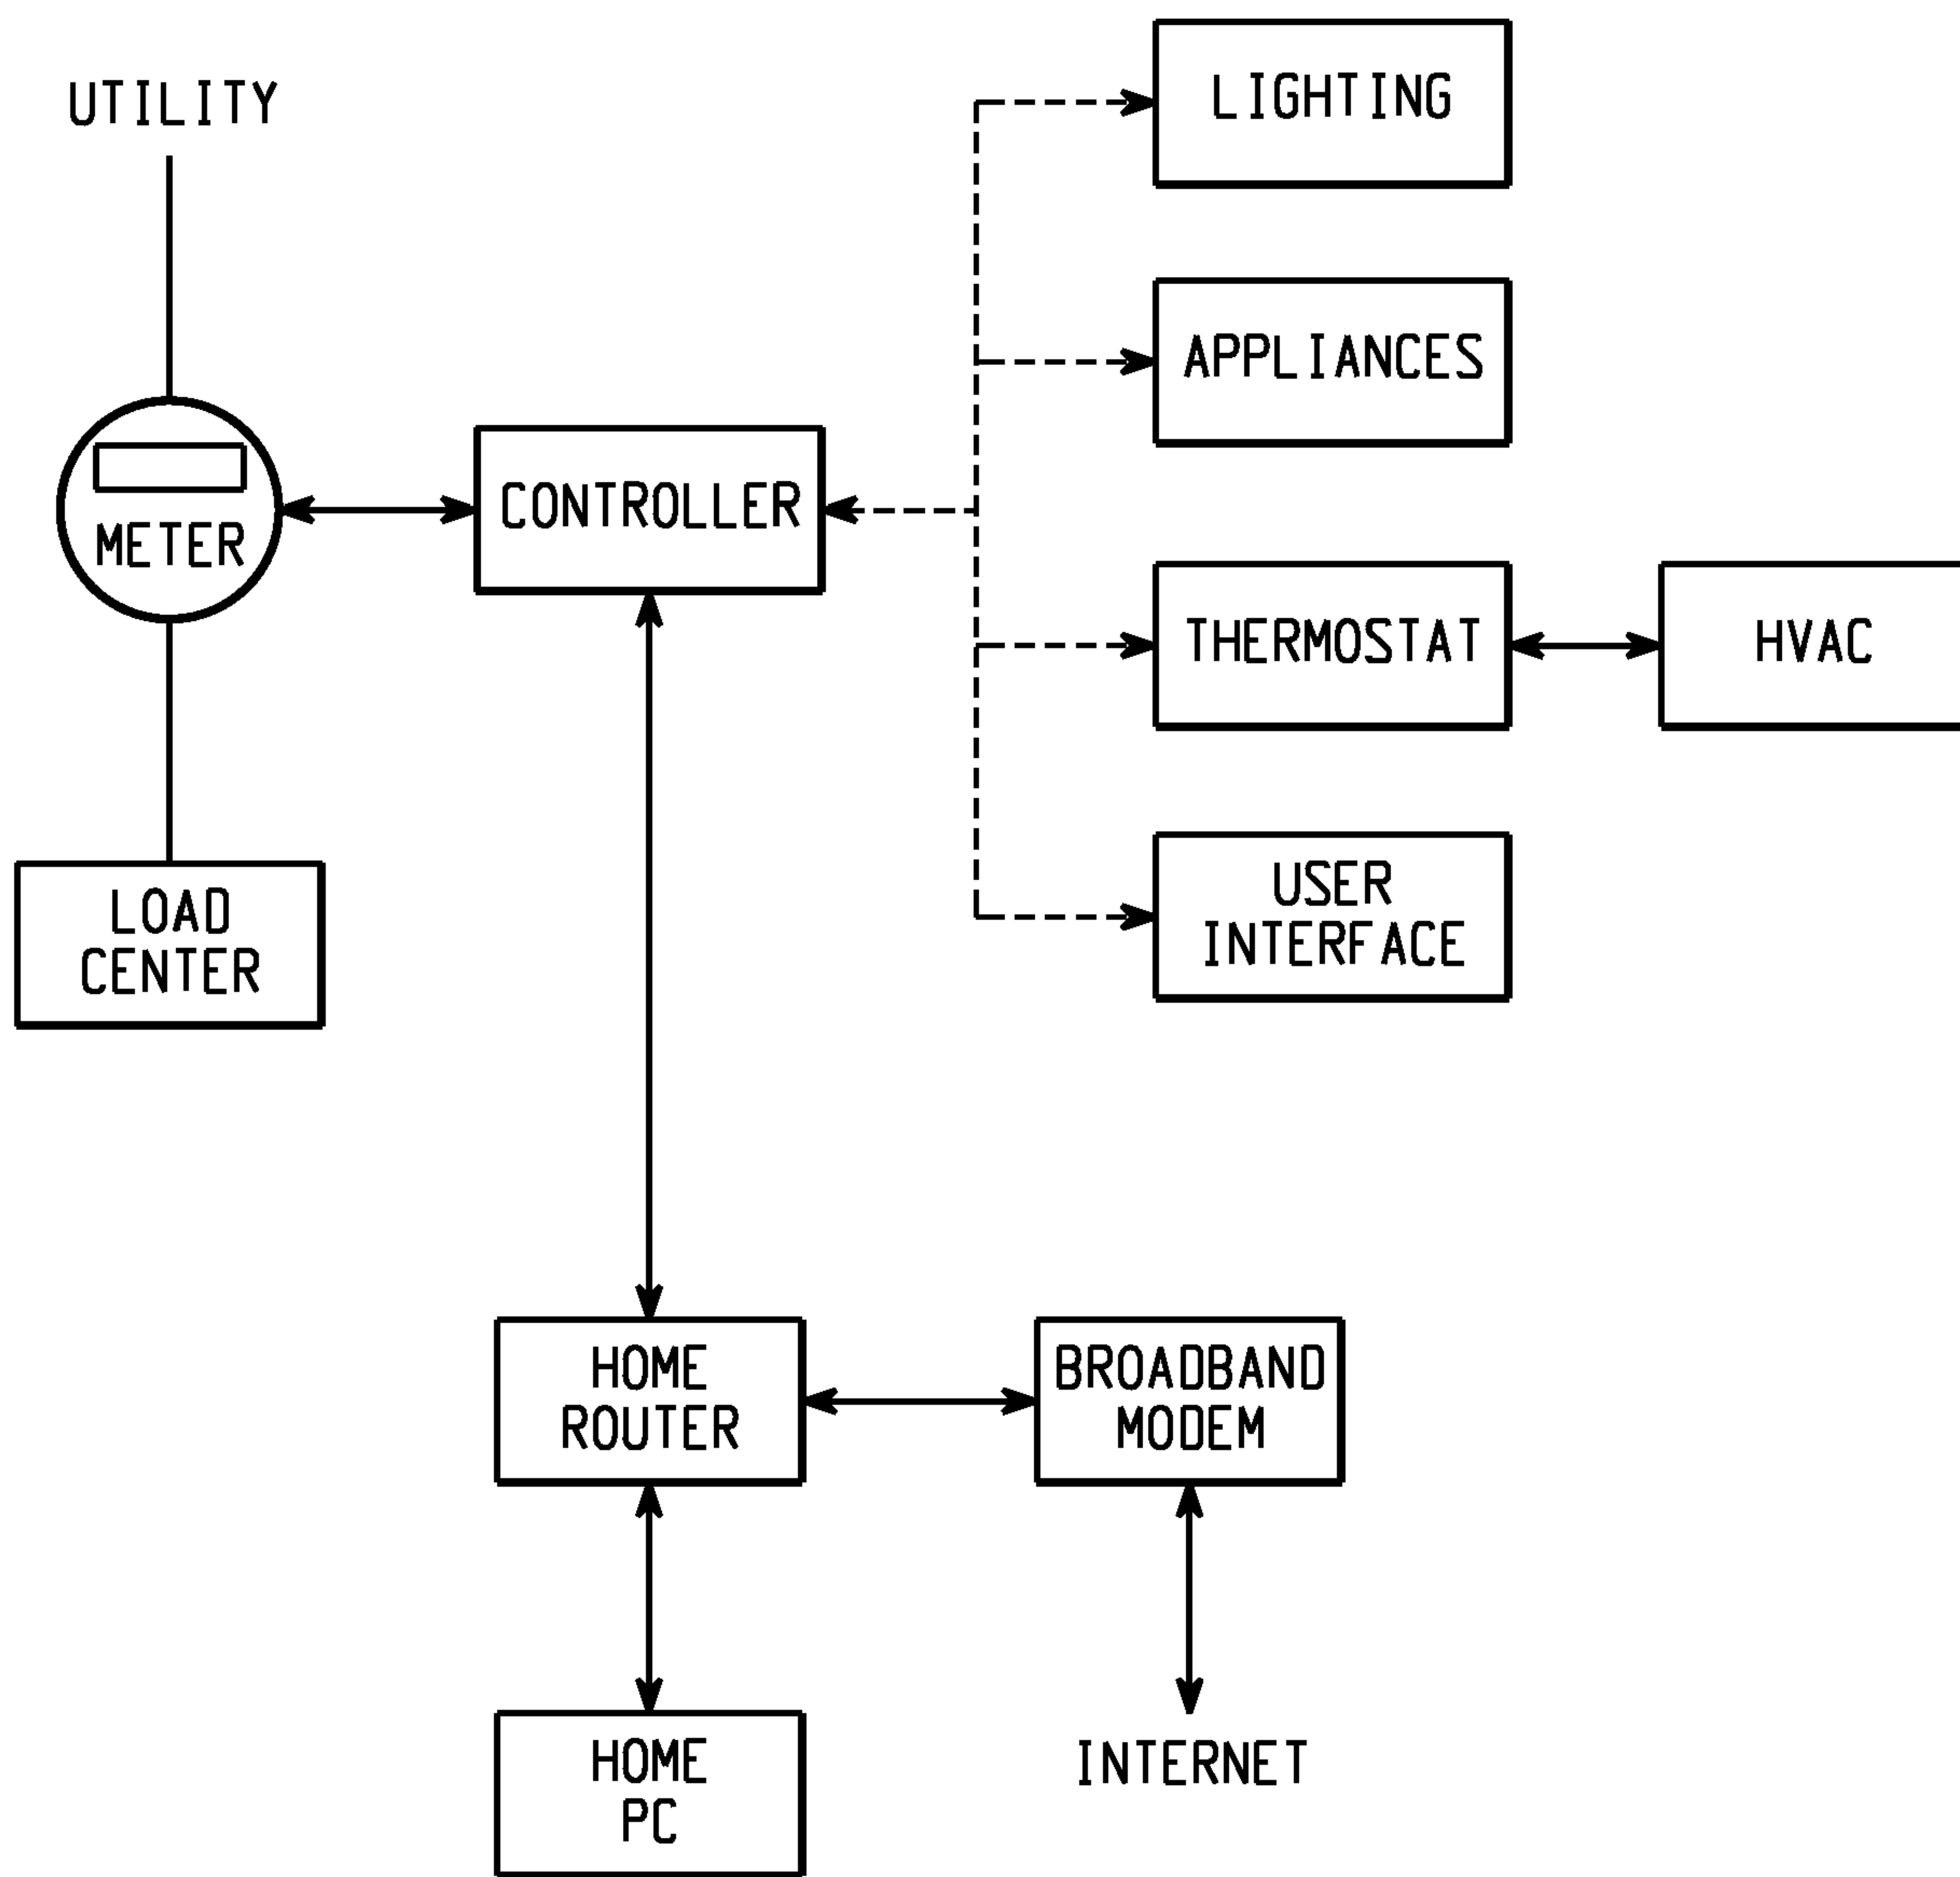 UTILITY
LIGHTING
APPLIANCES
METER
CONTROLLER
THERMOSTAT
HVAC
LOAD
CENTER
USER
INTERFACE
HOME
ROUTER
BROADBAND
MODEM
HOME
PC
INTERNET